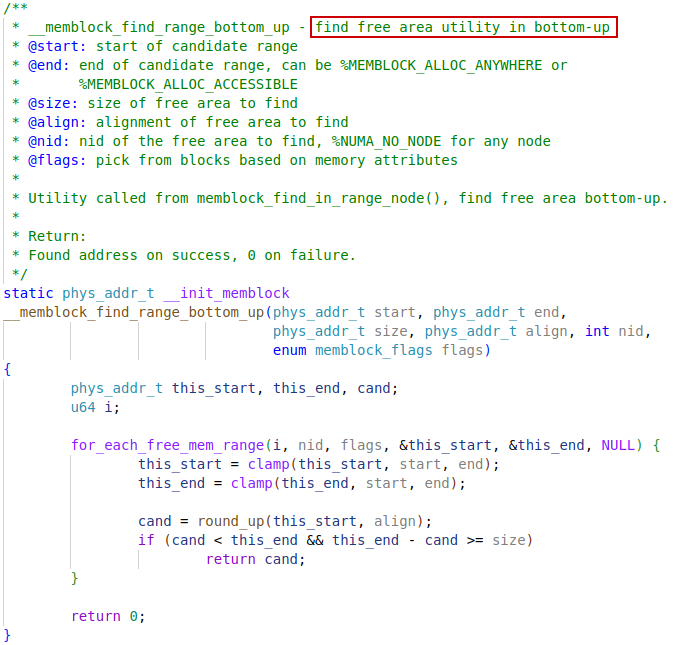 /**
 * __memblock_find_range_bottom_up - find free area utility in bottom-up
 * @start: start of candidate range
 * @end: end of candidate range, can be %MEMBLOCK_ALLOC_ANYWHERE or
 *       %MEMBLOCK_ALLOC_ACCESSIBLE
 * @size: size of free area to find
 * @align: alignment of free area to find
 * @nid: nid of the free area to find, %NUMA_NO_NODE for any node
 * @flags: pick from blocks based on memory attributes
 *
 * Utility called from memblock_find_in_range_node(), find free area bottom-up.
 *
 * Return:
 * Found address on success, 0 on failure.
 */
static phys_addr_t __init_memblock
__memblock_find_range_bottom_up(phys_addr_t start, phys_addr_t end,
                                phys_addr_t size, phys_addr_t align, int nid,
                                enum memblock_flags flags)
{
        phys_addr_t this_start, this_end, cand;
        u64 i;

        for_each_free_mem_range(i, nid, flags, &this_start, &this_end, NULL) {
                this_start = clamp(this_start, start, end);
                this_end = clamp(this_end, start, end);

                cand = round_up(this_start, align);
                if (cand < this_end && this_end - cand >= size)
                        return cand;
        }

        return 0;
}